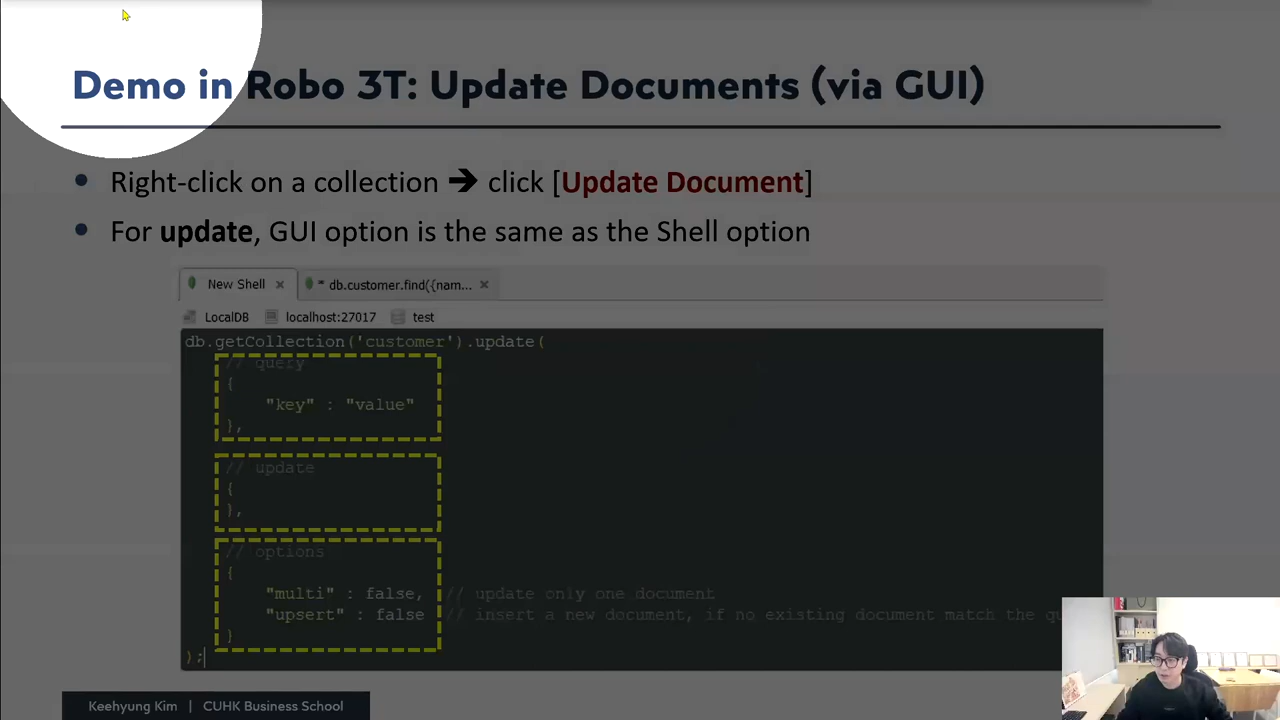 Demo in Robo 3T: Update Documents (via GUI)
• Right-click on a collection ➔ click [Update Document]
• For update, GUI option is the same as the Shell option
New Shell × * db.customer.find({nam... ×
LocalDB localhost:27017 test
db.getCollection('customer').update(
// query
{
"key" : "value"
},
// update
{
},
// options
{
"multi" : false, // update only one document
"upsert" : false // insert a new document, if no existing document match the
}
);
Keehyung Kim | CUHK Business School